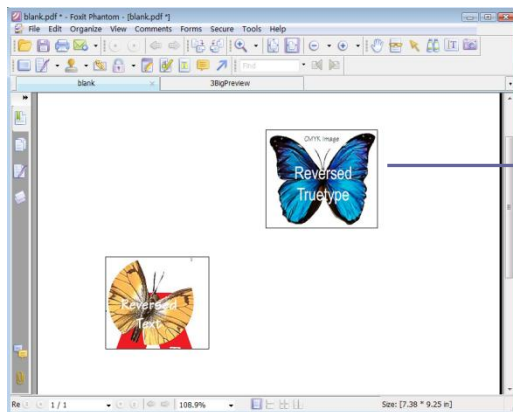 blank.pdf * - Foxit Phantom - [blank.pdf *]
File Edit Organize View Comments Forms Secure Tools Help
Find
blank 3BigPreview
CMYK Image
Reversed
Truetype
Reversed
Text
Re 1 / 1 108.9% Size: [7.38 * 9.25 in]